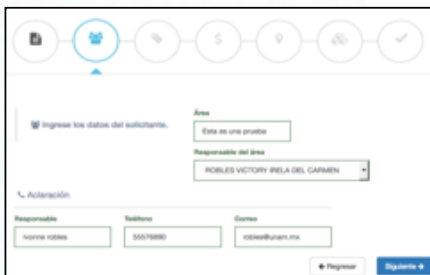 Área
Ingrese los datos del solicitante.
Esta es una prueba
Responsable del área
ROBLES VICTORY IRELA DEL CARMEN
Aclaración
Responsable Teléfono Correo
Ivonne robles 55576890 robles@unam.mx
Regresar Siguiente